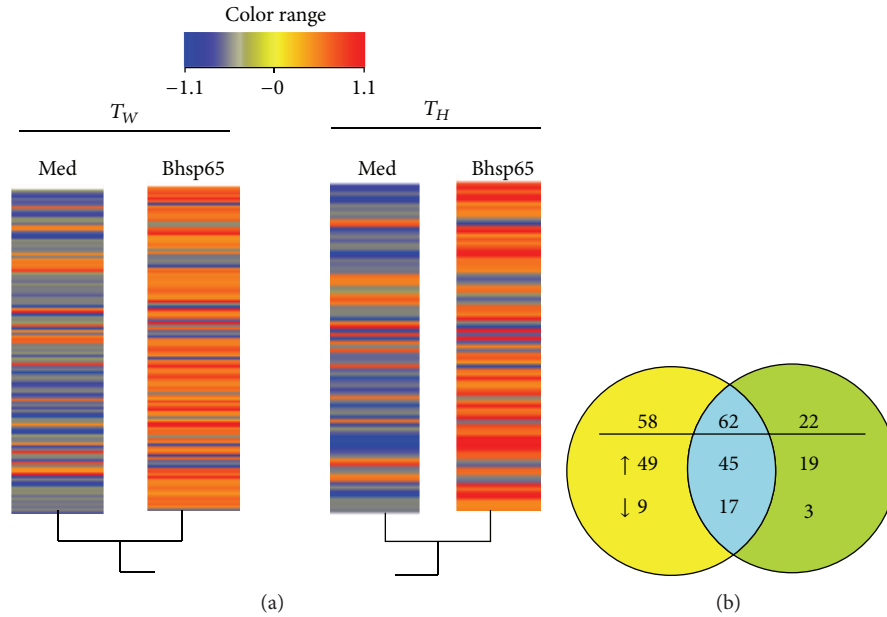 Color range
−1.1 −0 1.1
T_W T_H
Med Bhsp65 Med Bhsp65
58 62 22
↑ 49 45 19
↓ 9 17 3
(a) (b)